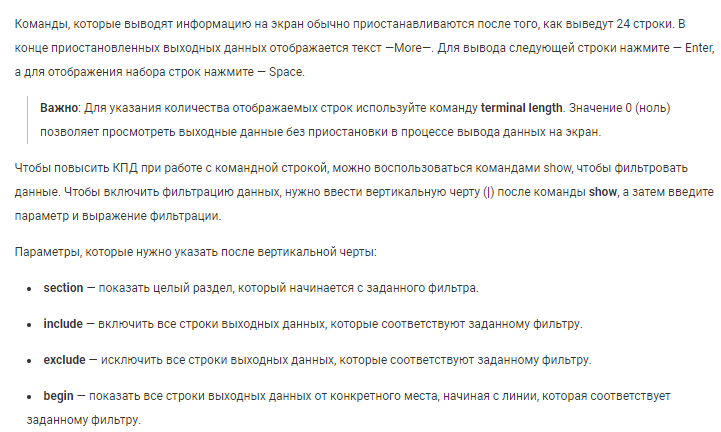 Команды, которые выводят информацию на экран обычно приостанавливаются после того, как выведут 24 строки. В
конце приостановленных выходных данных отображается текст —More—. Для вывода следующей строки нажмите — Enter,
а для отображения набора строк нажмите — Space.
Важно: Для указания количества отображаемых строк используйте команду terminal length. Значение 0 (ноль)
позволяет просмотреть выходные данные без приостановки в процессе вывода данных на экран.
Чтобы повысить КПД при работе с командной строкой, можно воспользоваться командами show, чтобы фильтровать
данные. Чтобы включить фильтрацию данных, нужно ввести вертикальную черту (|) после команды show, а затем введите
параметр и выражение фильтрации.
Параметры, которые нужно указать после вертикальной черты:
• section — показать целый раздел, который начинается с заданного фильтра.
• include — включить все строки выходных данных, которые соответствуют заданному фильтру.
• exclude — исключить все строки выходных данных, которые соответствуют заданному фильтру.
• begin — показать все строки выходных данных от конкретного места, начиная с линии, которая соответствует
заданному фильтру.